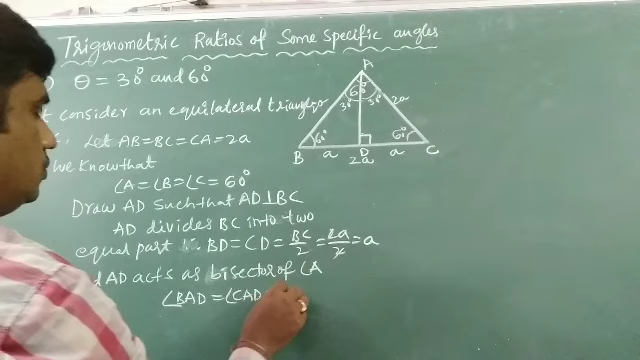 Trigonometric Ratios of Some Specific angles
θ = 30° and 60°
consider an equilateral triangle
Let AB=BC=CA=2a
we know that
∠A=∠B=∠C=60°
Draw AD such that AD⊥BC
AD divides BC into two
equal part BD=CD=BC/2=2a/2=a
AD acts as bisector of ∠A
∠BAD=∠CAD
A
60°
30° 30°
2a
60° 60°
B a D a C
2a